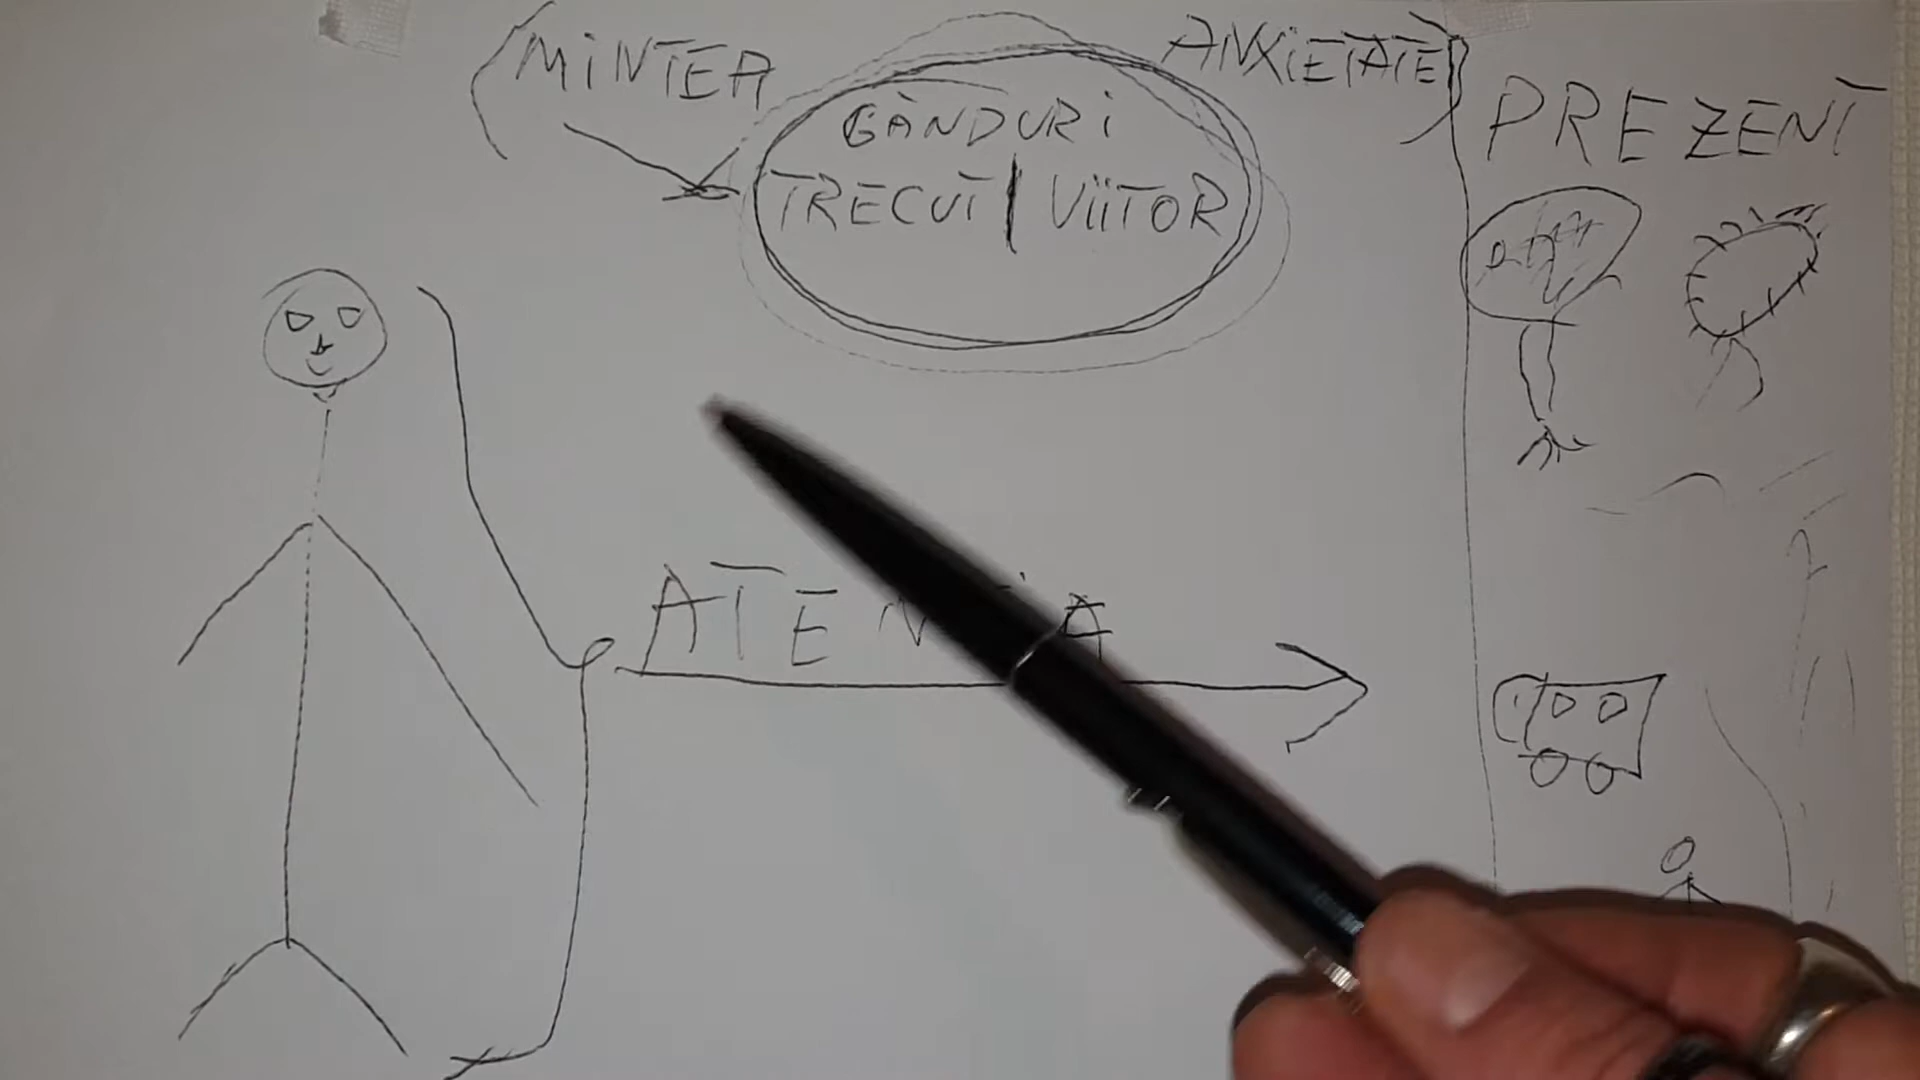 MINTEA
ANXIETATE
GÂNDURI
TRECUT | VIITOR
PREZENT